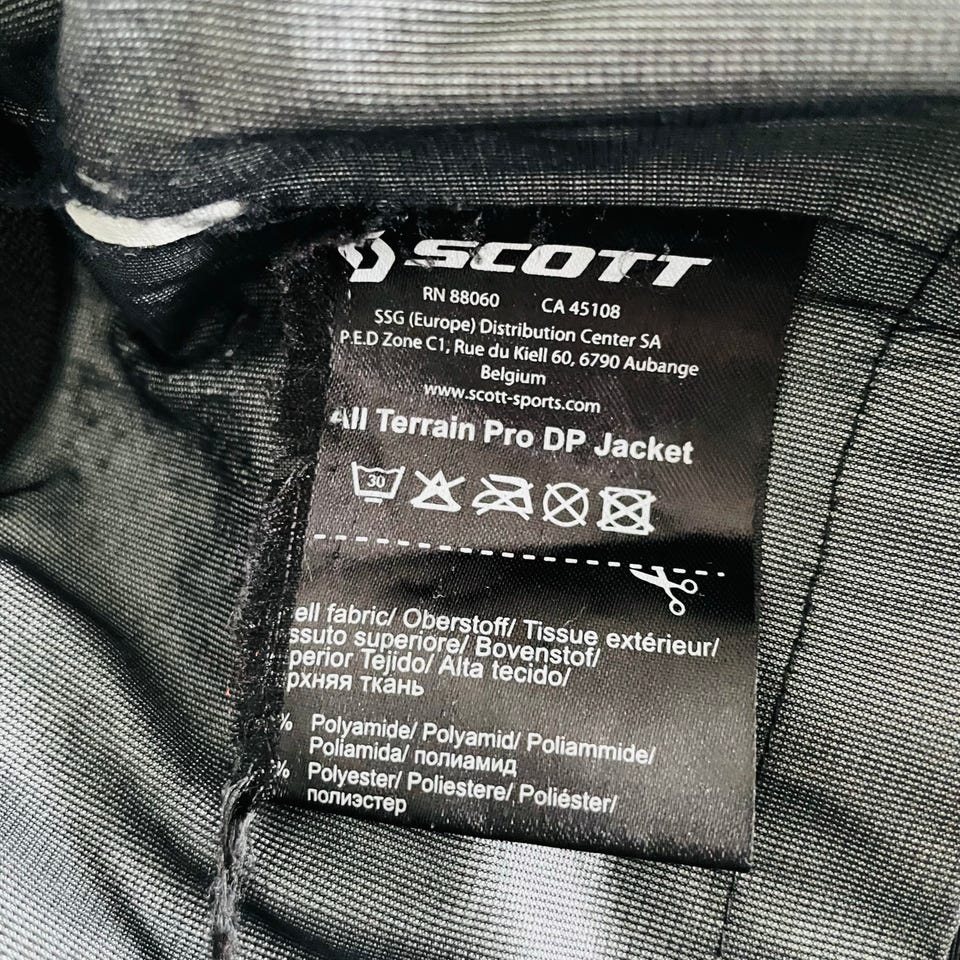 SCOTT
RN 88060 CA 45108
SSG (Europe) Distribution Center SA
P.E.D Zone C1, Rue du Kiell 60, 6790 Aubange
Belgium
www.scott-sports.com
All Terrain Pro DP Jacket
30
ell fabric/ Oberstoff/ Tissue extérieur/
ssuto superiore/ Bovenstof/
perior Tejido/ Alta tecido/
рхняя ткань
% Polyamide/ Polyamid/ Poliammide/
Poliamida/ полиамид
% Polyester/ Poliestere/ Poliéster/
полиэстер